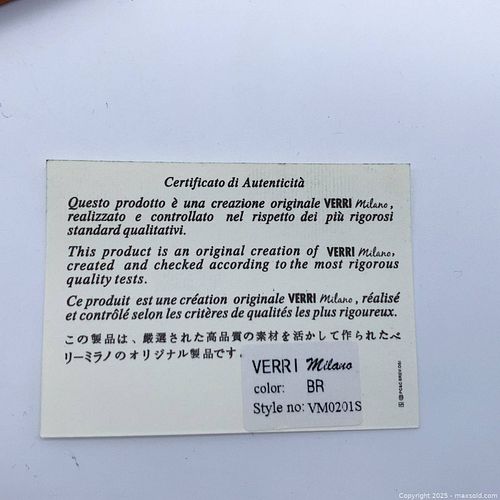 Certificato di Autenticità
Questo prodotto è una creazione originale VERRI Milano,
realizzato e controllato nel rispetto dei più rigorosi
standard qualitativi.
This product is an original creation of VERRI Milano,
created and checked according to the most rigorous
quality tests.
Ce produit est une création originale VERRI Milano, réalisé
et contrôlé selon les critères de qualités les plus rigoureux.
この製品は、厳選された高品質の素材を活かして作られたベ
リーミラノのオリジナル製品です。
VERRI Milano
color: BR
Style no: VM0201S
Copyright 2025 - maxsold.com